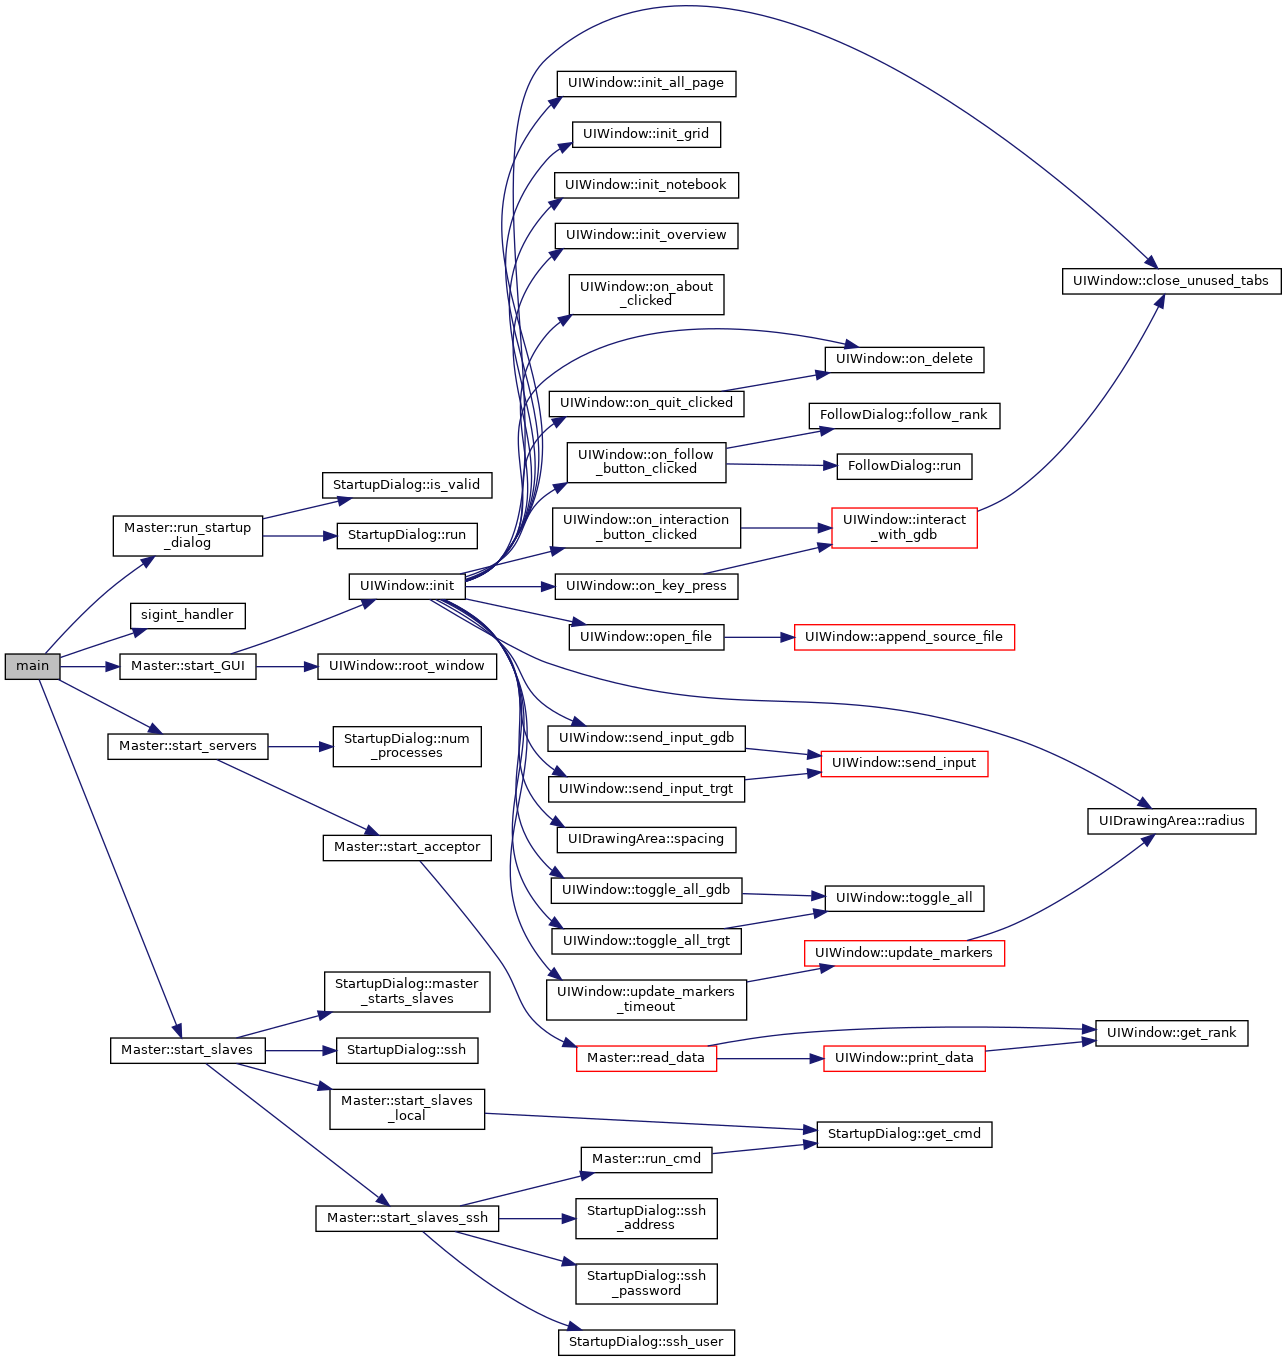 UIWindow::init_all_page
UIWindow::init_grid
UIWindow::init_notebook
UIWindow::init_overview
UIWindow::close_unused_tabs
UIWindow::on_about
_clicked
UIWindow::on_delete
UIWindow::on_quit_clicked
FollowDialog::follow_rank
UIWindow::on_follow
_button_clicked
FollowDialog::run
StartupDialog::is_valid
Master::run_startup
_dialog
StartupDialog::run
UIWindow::on_interaction
_button_clicked
UIWindow::interact
_with_gdb
UIWindow::init
UIWindow::on_key_press
sigint_handler
UIWindow::open_file
UIWindow::append_source_file
main
Master::start_GUI
UIWindow::root_window
Master::start_servers
StartupDialog::num
_processes
UIWindow::send_input_gdb
UIWindow::send_input
UIWindow::send_input_trgt
UIDrawingArea::radius
UIDrawingArea::spacing
Master::start_acceptor
UIWindow::toggle_all_gdb
UIWindow::toggle_all
UIWindow::toggle_all_trgt
UIWindow::update_markers
UIWindow::update_markers
_timeout
StartupDialog::master
_starts_slaves
Master::start_slaves
StartupDialog::ssh
Master::read_data
UIWindow::print_data
UIWindow::get_rank
Master::start_slaves
_local
StartupDialog::get_cmd
Master::run_cmd
Master::start_slaves_ssh
StartupDialog::ssh
_address
StartupDialog::ssh
_password
StartupDialog::ssh_user